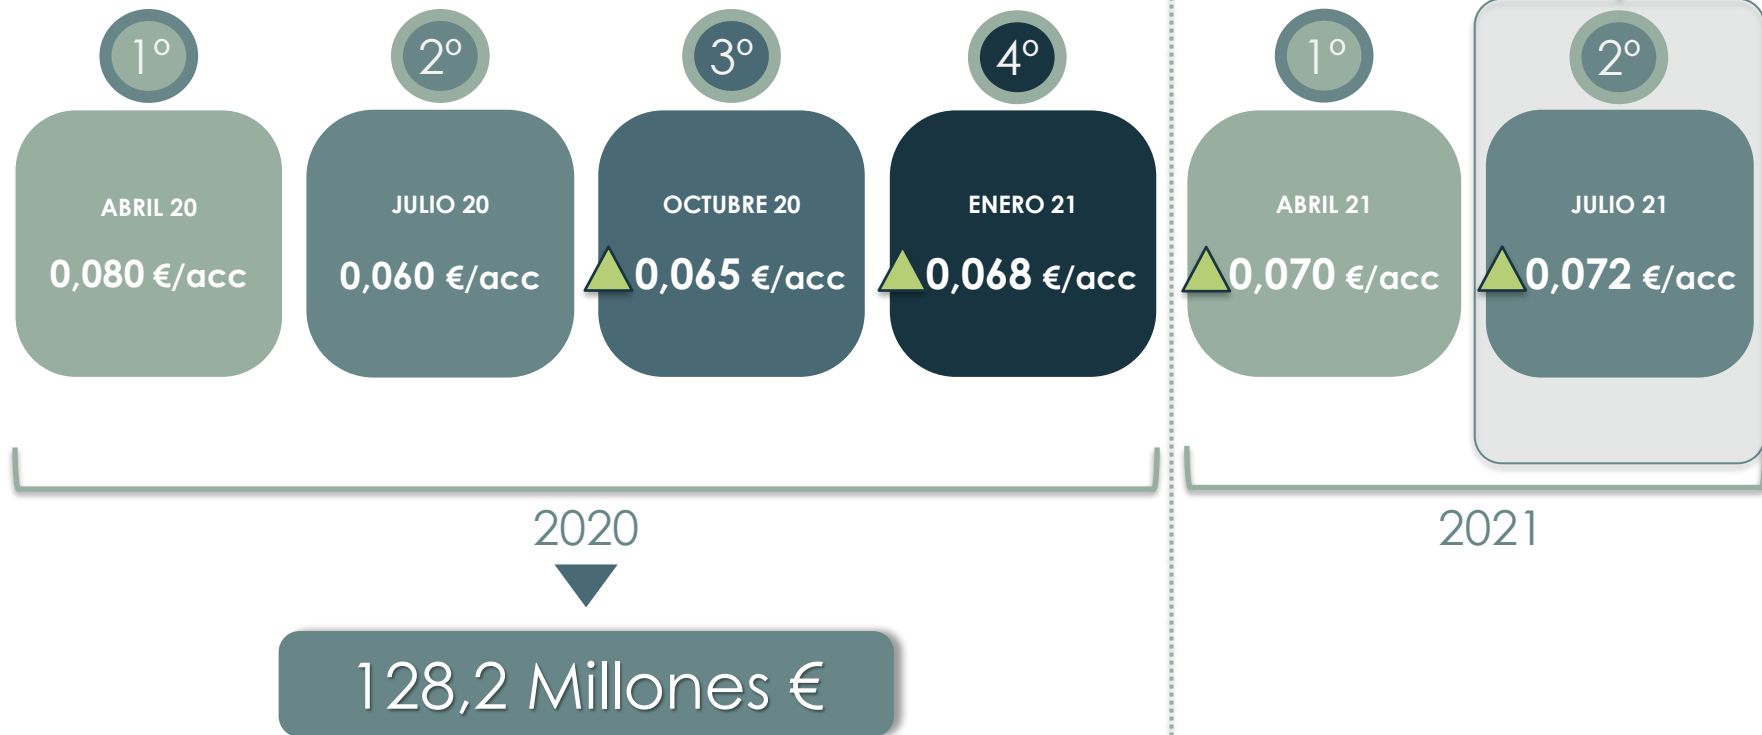 1º
ABRIL 20
0,080 €/acc
2º
JULIO 20
0,060 €/acc
3º
OCTUBRE 20
0,065 €/acc
4º
ENERO 21
0,068 €/acc
1º
ABRIL 21
0,070 €/acc
2º
JULIO 21
0,072 €/acc
2020
2021
128,2 Millones €